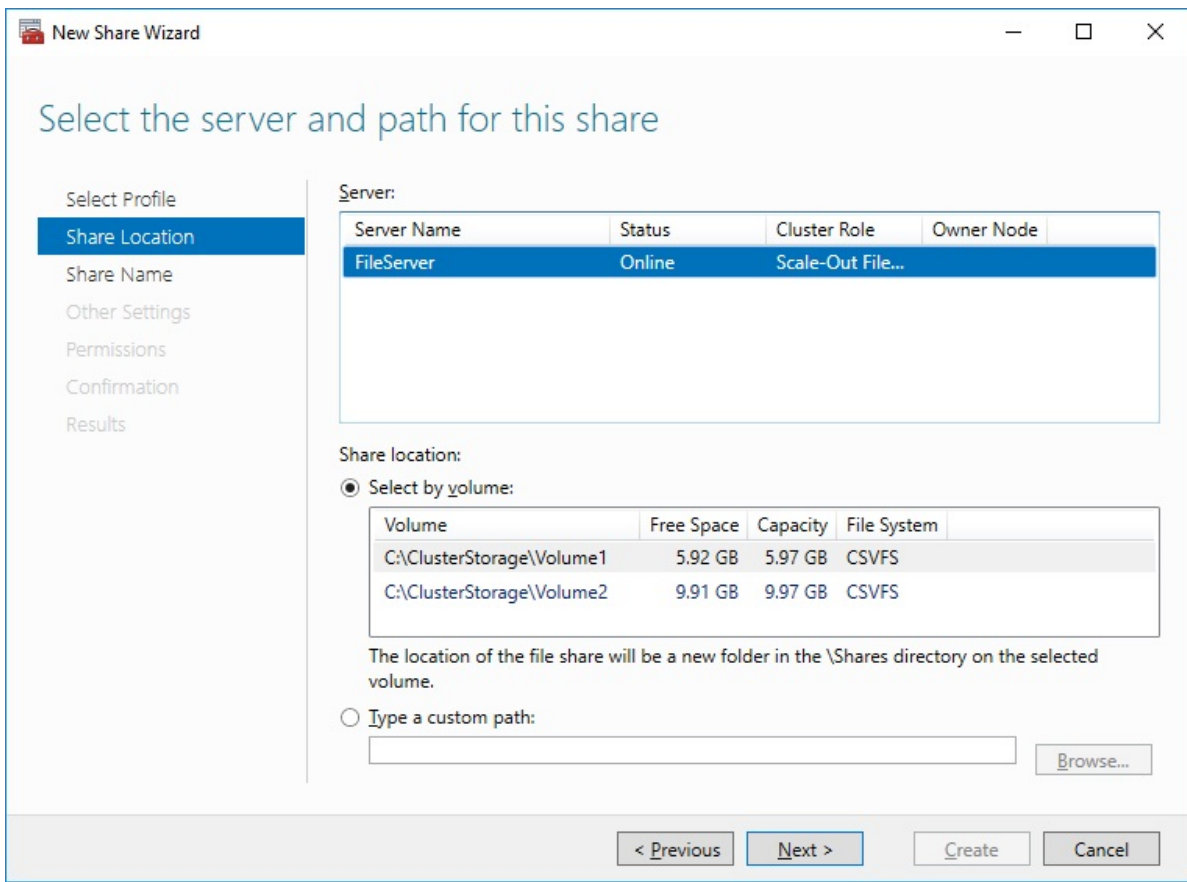 New Share Wizard
Select the server and path for this share
Select Profile
Share Location
Share Name
Other Settings
Permissions
Confirmation
Results
Server:
Server Name Status Cluster Role Owner Node
FileServer Online Scale-Out File...
Share location:
Select by volume:
Volume Free Space Capacity File System
C:\ClusterStorage\Volume1 5.92 GB 5.97 GB CSVFS
C:\ClusterStorage\Volume2 9.91 GB 9.97 GB CSVFS
The location of the file share will be a new folder in the \Shares directory on the selected
volume.
Type a custom path:
Browse...
< Previous Next > Create Cancel